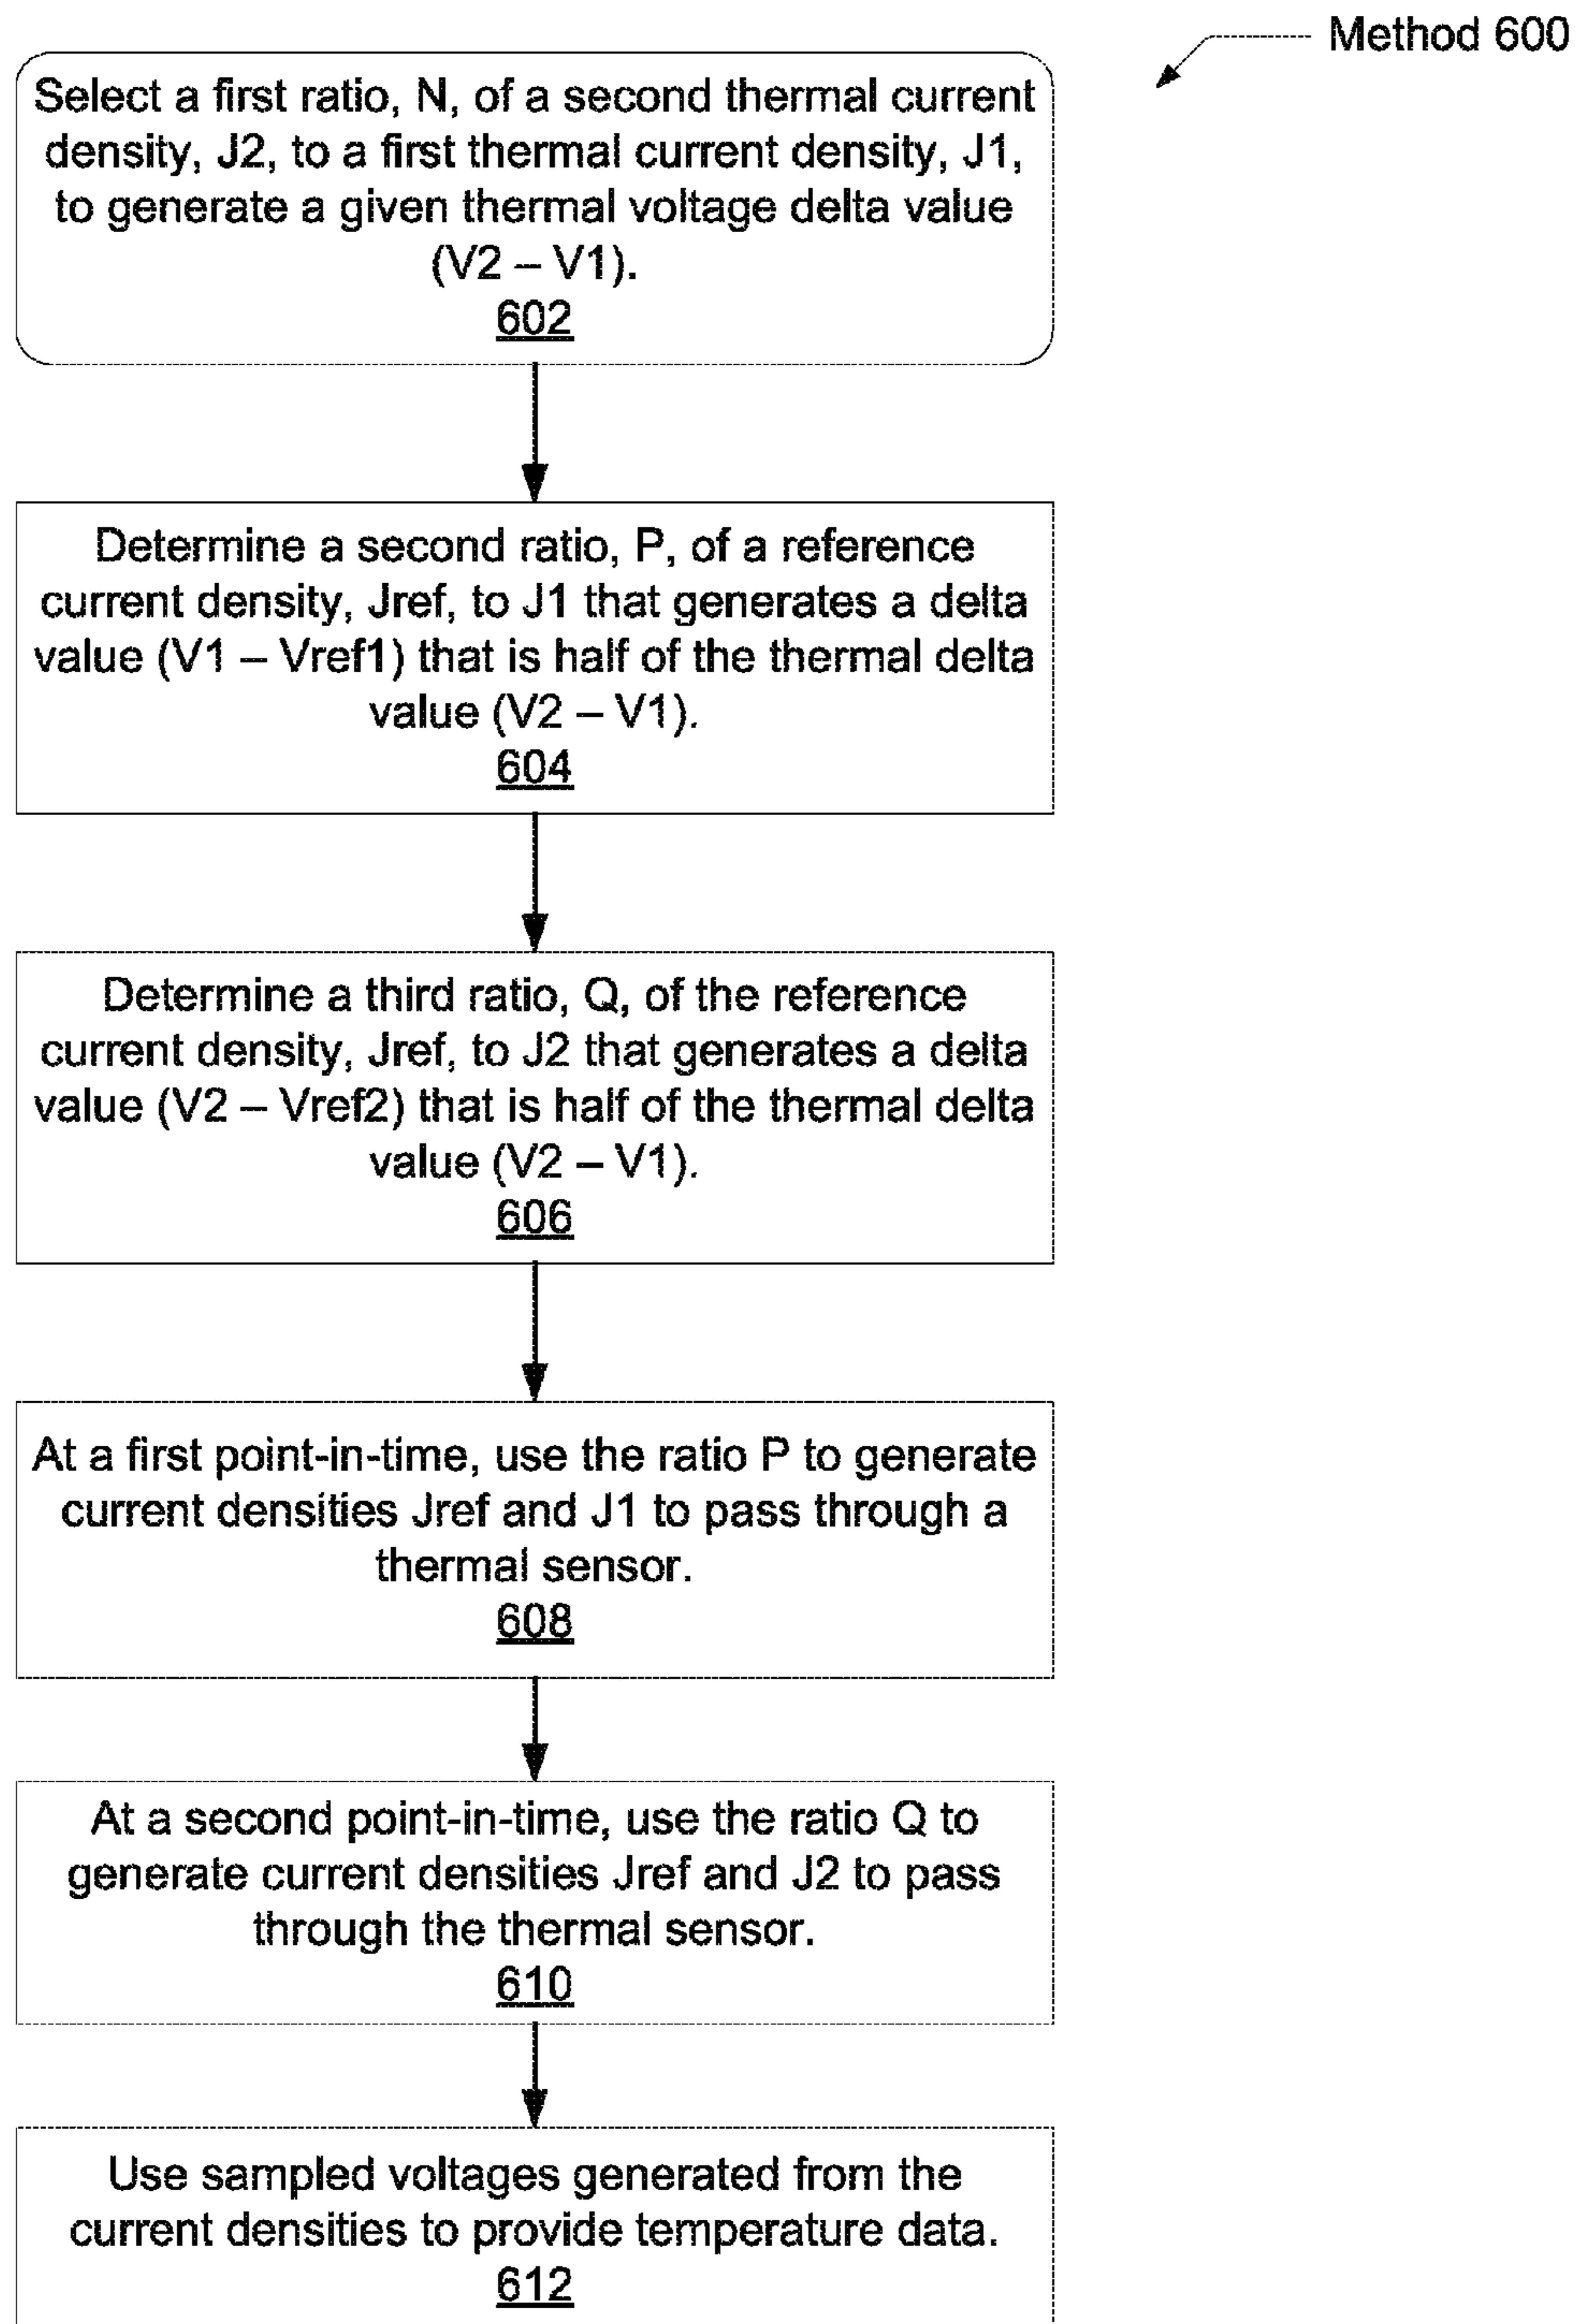 Method 600
Select a first ratio, N, of a second thermal current
density, J2, to a first thermal current density, J1,
to generate a given thermal voltage delta value
(V2 – V1).
602
Determine a second ratio, P, of a reference
current density, Jref, to J1 that generates a delta
value (V1 – Vref1) that is half of the thermal delta
value (V2 – V1).
604
Determine a third ratio, Q, of the reference
current density, Jref, to J2 that generates a delta
value (V2 – Vref2) that is half of the thermal delta
value (V2 – V1).
606
At a first point-in-time, use the ratio P to generate
current densities Jref and J1 to pass through a
thermal sensor.
608
At a second point-in-time, use the ratio Q to
generate current densities Jref and J2 to pass
through the thermal sensor.
610
Use sampled voltages generated from the
current densities to provide temperature data.
612